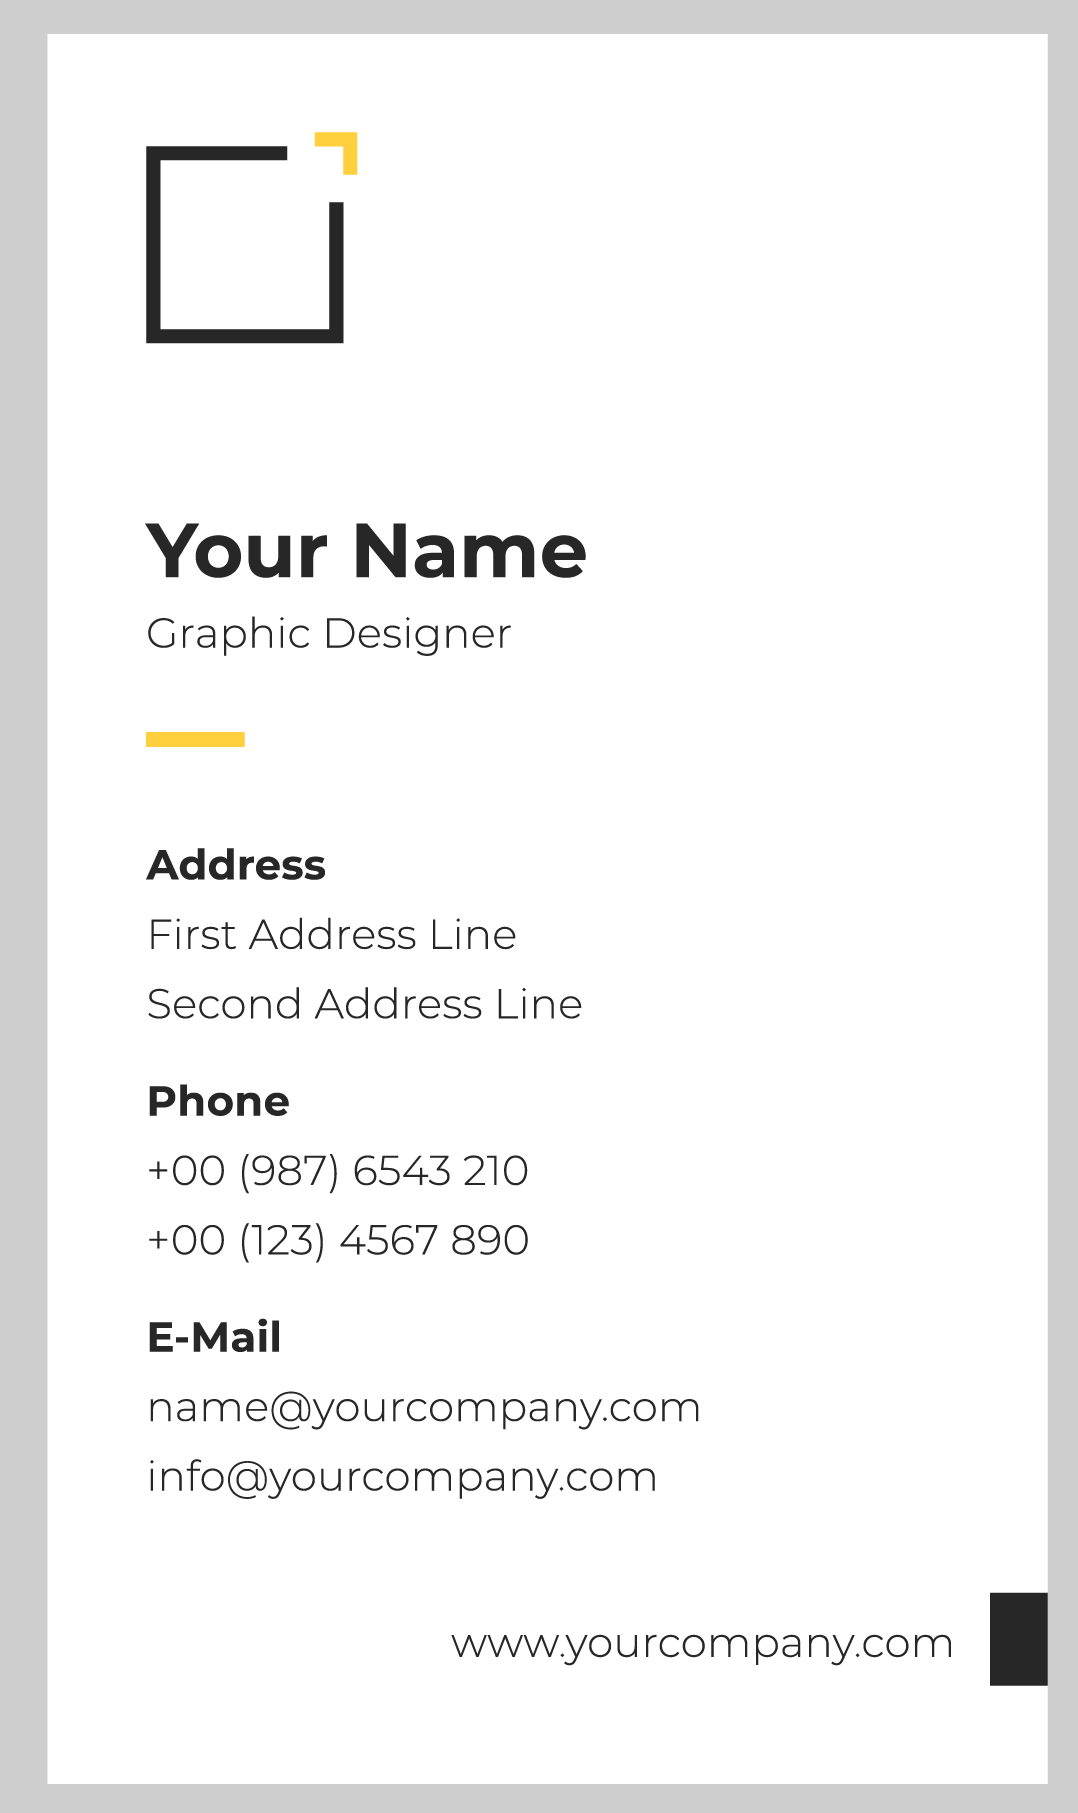 Your Name
Graphic Designer
Address
First Address Line
Second Address Line
Phone
+00 (987) 6543 210
+00 (123) 4567 890
E-Mail
name@yourcompany.com
info@yourcompany.com
www.yourcompany.com